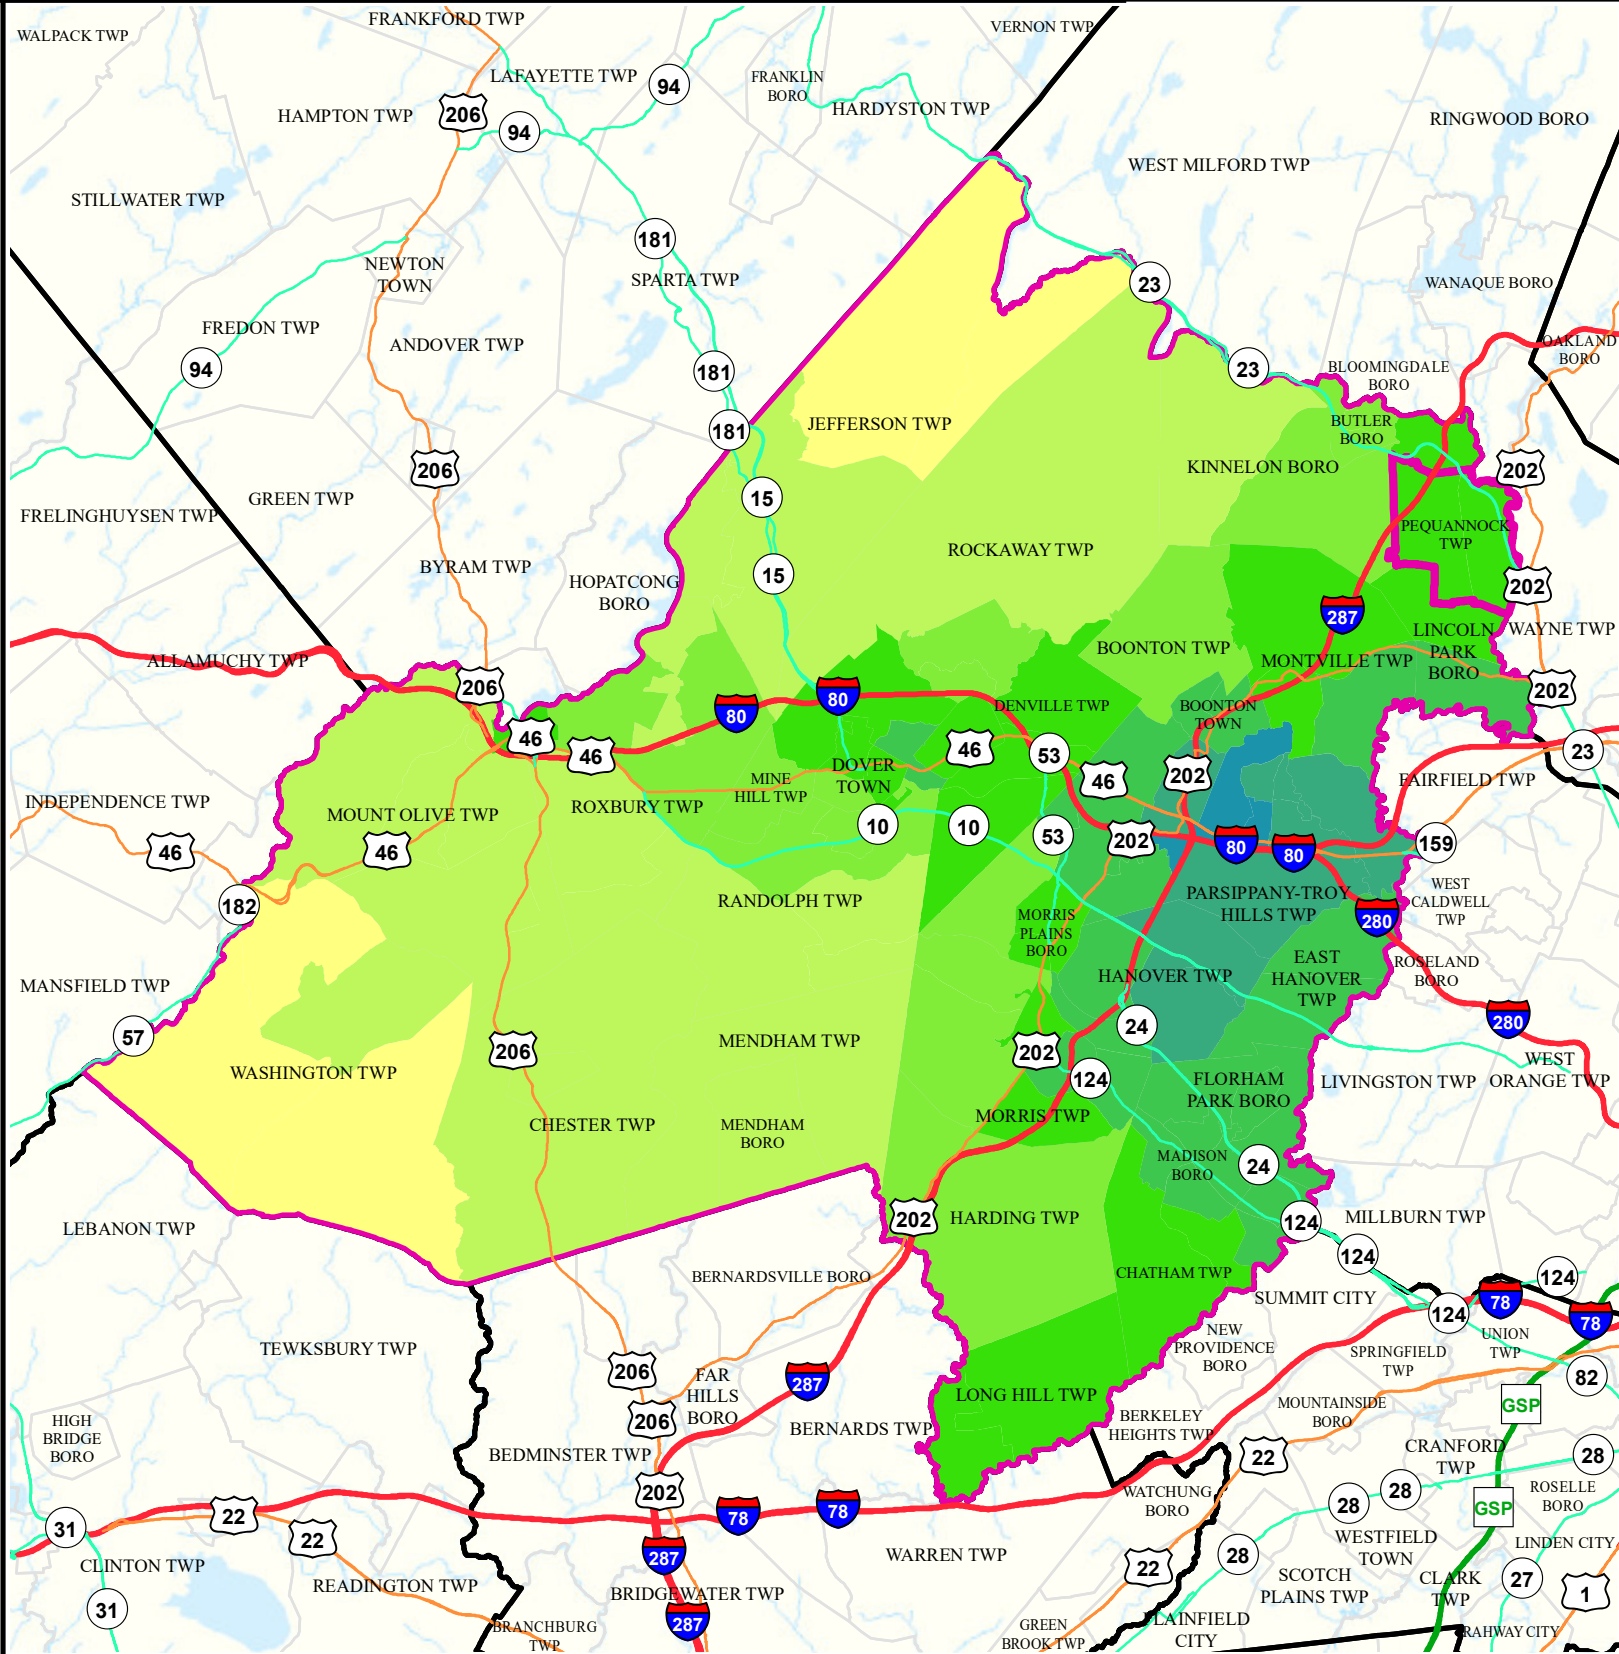 FRANKFORD TWP
VERNON TWP
WALPACK TWP
LAFAYETTE TWP
94
FRANKLIN
BORO
HARDYSTON TWP
HAMPTON TWP
206
94
RINGWOOD BORO
WEST MILFORD TWP
STILLWATER TWP
181
SPARTA TWP
NEWTON
TOWN
23
WANAQUE BORO
FREDON TWP
ANDOVER TWP
94
181
23
OAKLAND
BORO
BLOOMINGDALE
BORO
181
JEFFERSON TWP
BUTLER
BORO
206
KINNELON BORO
202
GREEN TWP
15
FRELINGHUYSEN TWP
PEQUANNOCK
TWP
ROCKAWAY TWP
BYRAM TWP
HOPATCONG
BORO
15
202
287
LINCOLN
PARK
BORO
WAYNE TWP
BOONTON TWP
MONTVILLE TWP
ALLAMUCHY TWP
206
80
80
202
DENVILLE TWP
BOONTON
TOWN
46
46
46
53
46
202
23
DOVER
TOWN
MINE
HILL TWP
FAIRFIELD TWP
INDEPENDENCE TWP
MOUNT OLIVE TWP
ROXBURY TWP
10
10
53
202
80
80
159
46
46
182
RANDOLPH TWP
PARSIPPANY-TROY
HILLS TWP
WEST
CALDWELL
TWP
280
MORRIS
PLAINS
BORO
HANOVER TWP
EAST
HANOVER
TWP
ROSELAND
BORO
MANSFIELD TWP
57
206
MENDHAM TWP
24
202
280
WASHINGTON TWP
124
FLORHAM
PARK BORO
LIVINGSTON TWP
WEST
ORANGE TWP
CHESTER TWP
MENDHAM
BORO
MORRIS TWP
MADISON
BORO
24
LEBANON TWP
202
HARDING TWP
124
MILLBURN TWP
124
BERNARDSVILLE BORO
CHATHAM TWP
124
SUMMIT CITY
124
78
78
TEWKSBURY TWP
NEW
PROVIDENCE
BORO
UNION
TWP
SPRINGFIELD
TWP
206
FAR
HILLS
BORO
287
82
LONG HILL TWP
GSP
206
MOUNTAINSIDE
BORO
HIGH
BRIDGE
BORO
BERNARDS TWP
BERKELEY
HEIGHTS TWP
BEDMINSTER TWP
22
CRANFORD
TWP
28
202
28
28
WATCHUNG
BORO
ROSELLE
BORO
GSP
31
22
22
78
78
WESTFIELD
TOWN
LINDEN CITY
287
WARREN TWP
28
CLINTON TWP
READINGTON TWP
22
SCOTCH
PLAINS TWP
CLARK
TWP
27
1
31
BRIDGEWATER TWP
287
BRANCHBURG
TWP
GREEN
BROOK TWP
PLAINFIELD
CITY
RAHWAY CITY